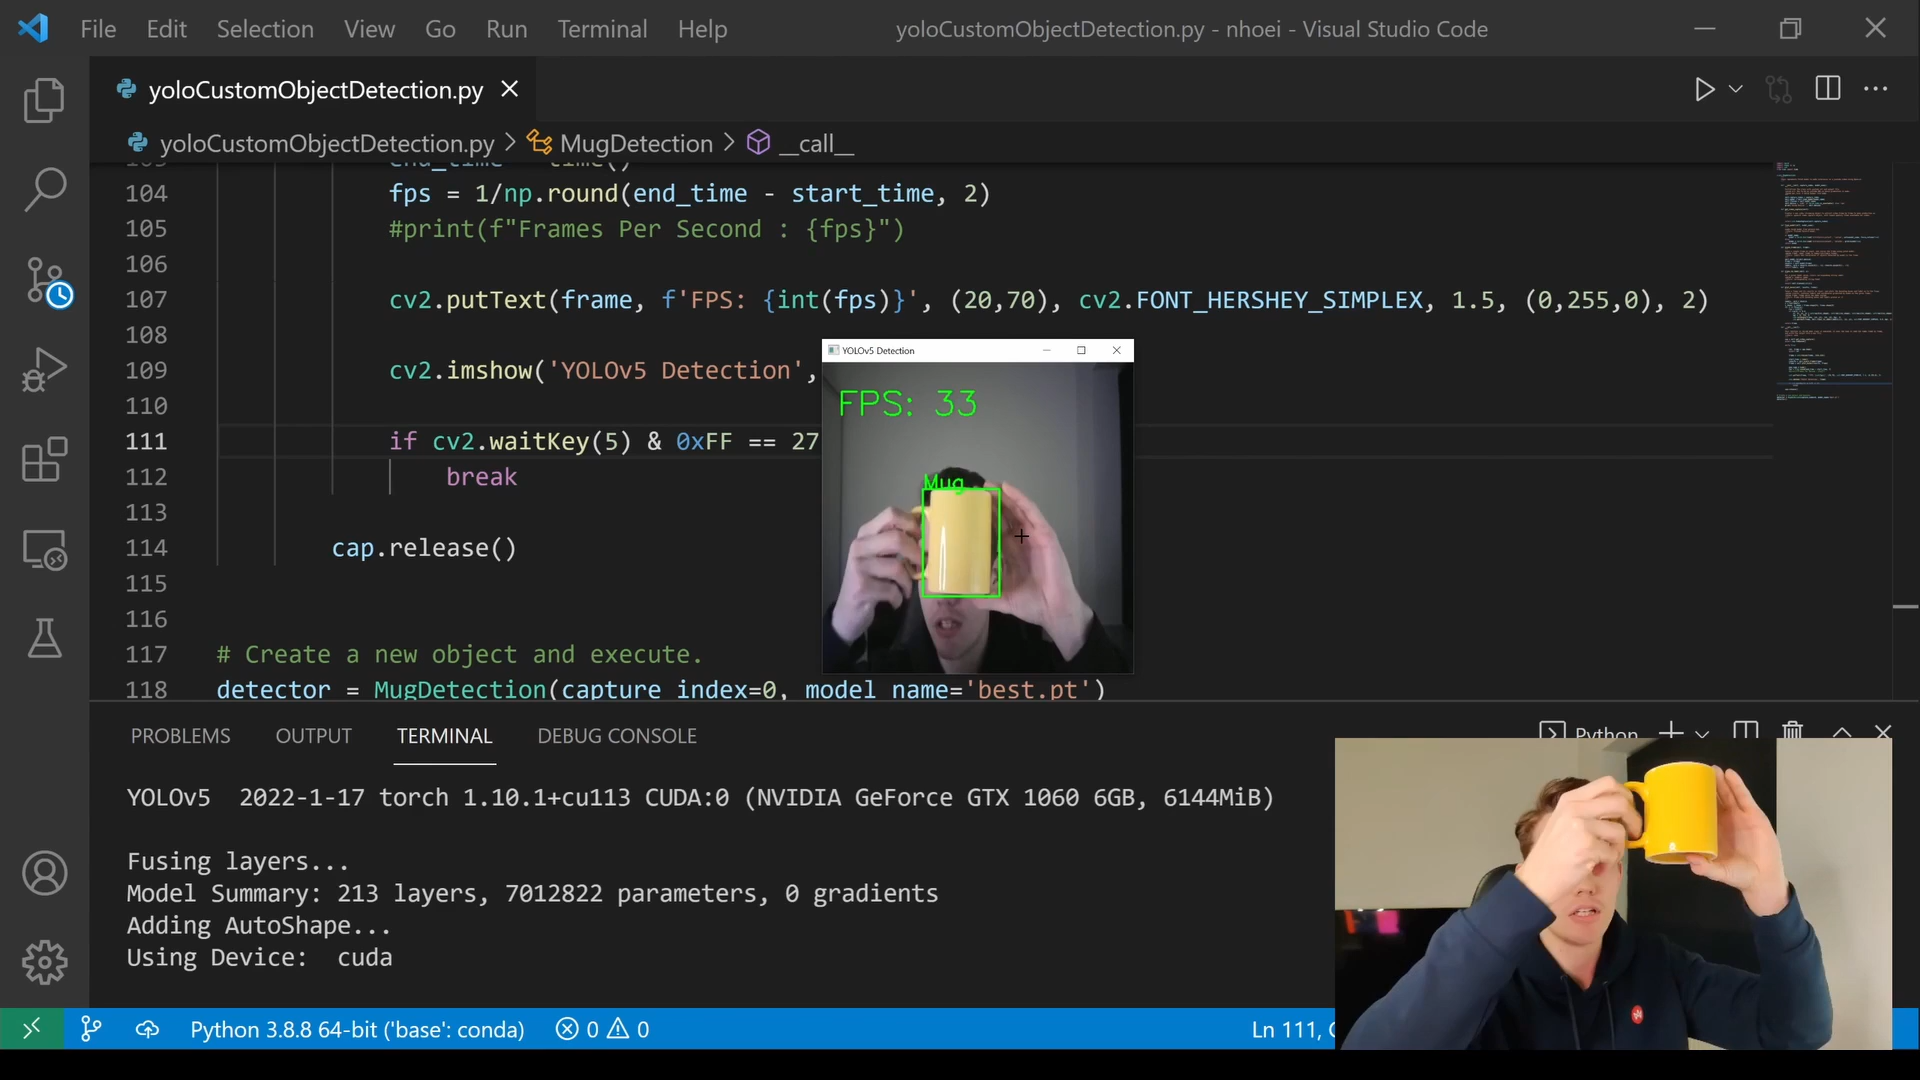 File Edit Selection View Go Run Terminal Help
yoloCustomObjectDetection.py - nhoei - Visual Studio Code
yoloCustomObjectDetection.py
yoloCustomObjectDetection.py > MugDetection > __call__
104 fps = 1/np.round(end_time - start_time, 2)
105 #print(f"Frames Per Second : {fps}")
106
107 cv2.putText(frame, f'FPS: {int(fps)}', (20,70), cv2.FONT_HERSHEY_SIMPLEX, 1.5, (0,255,0), 2)
108
109 cv2.imshow('YOLOv5 Detection',
110
111 if cv2.waitKey(5) & 0xFF == 27
112 break
113
114 cap.release()
115
116
117 # Create a new object and execute.
118 detector = MugDetection(capture_index=0, model_name='best.pt')
YOLOv5 Detection
FPS: 33
Mug
PROBLEMS OUTPUT TERMINAL DEBUG CONSOLE
Python
YOLOv5 2022-1-17 torch 1.10.1+cu113 CUDA:0 (NVIDIA GeForce GTX 1060 6GB, 6144MiB)
Fusing layers...
Model Summary: 213 layers, 7012822 parameters, 0 gradients
Adding AutoShape...
Using Device: cuda
Python 3.8.8 64-bit ('base': conda) 0 0
Ln 111,